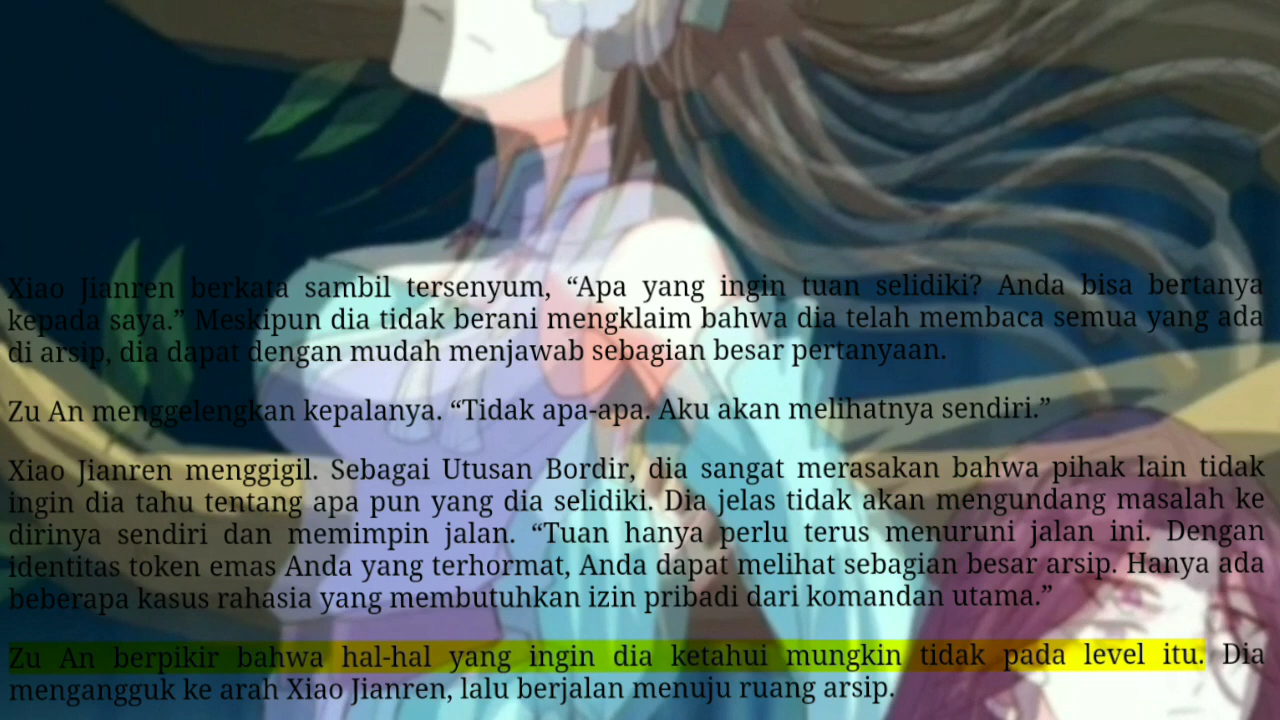 Xiao Jianren berkata sambil tersenyum, “Apa yang ingin tuan selidiki? Anda bisa bertanya
kepada saya.” Meskipun dia tidak berani mengklaim bahwa dia telah membaca semua yang ada
di arsip, dia dapat dengan mudah menjawab sebagian besar pertanyaan.
Zu An menggelengkan kepalanya. “Tidak apa-apa. Aku akan melihatnya sendiri.”
Xiao Jianren menggigil. Sebagai Utusan Bordir, dia sangat merasakan bahwa pihak lain tidak
ingin dia tahu tentang apa pun yang dia selidiki. Dia jelas tidak akan mengundang masalah ke
dirinya sendiri dan memimpin jalan. “Tuan hanya perlu terus menuruni jalan ini. Dengan
identitas token emas Anda yang terhormat, Anda dapat melihat sebagian besar arsip. Hanya ada
beberapa kasus rahasia yang membutuhkan izin pribadi dari komandan utama.”
Zu An berpikir bahwa hal-hal yang ingin dia ketahui mungkin tidak pada level itu. Dia
mengangguk ke arah Xiao Jianren, lalu berjalan menuju ruang arsip.